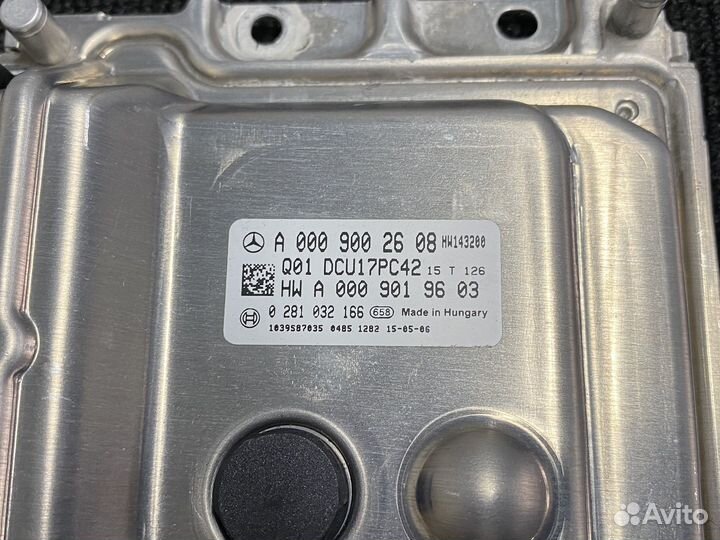 A 000 900 26 08 HW143200
Q01 DCU17PC42 15 T 126
HW A 000 901 96 03
0 281 032 166 658 Made in Hungary
1039S87035 0485 1282 15-05-06
Avito